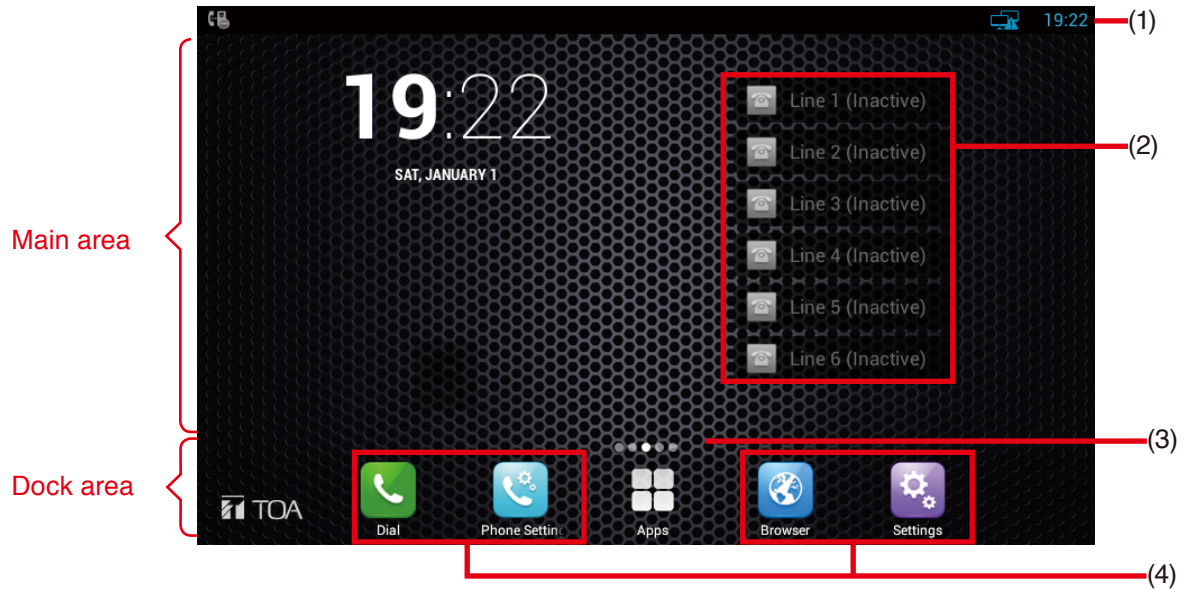 19:22
(1)
19:22
SAT, JANUARY 1
Line 1 (Inactive)
Line 2 (Inactive)
Line 3 (Inactive)
Line 4 (Inactive)
Line 5 (Inactive)
Line 6 (Inactive)
(2)
Main area
(3)
Dock area
TOA
Dial
Phone Settin
Apps
Browser
Settings
(4)